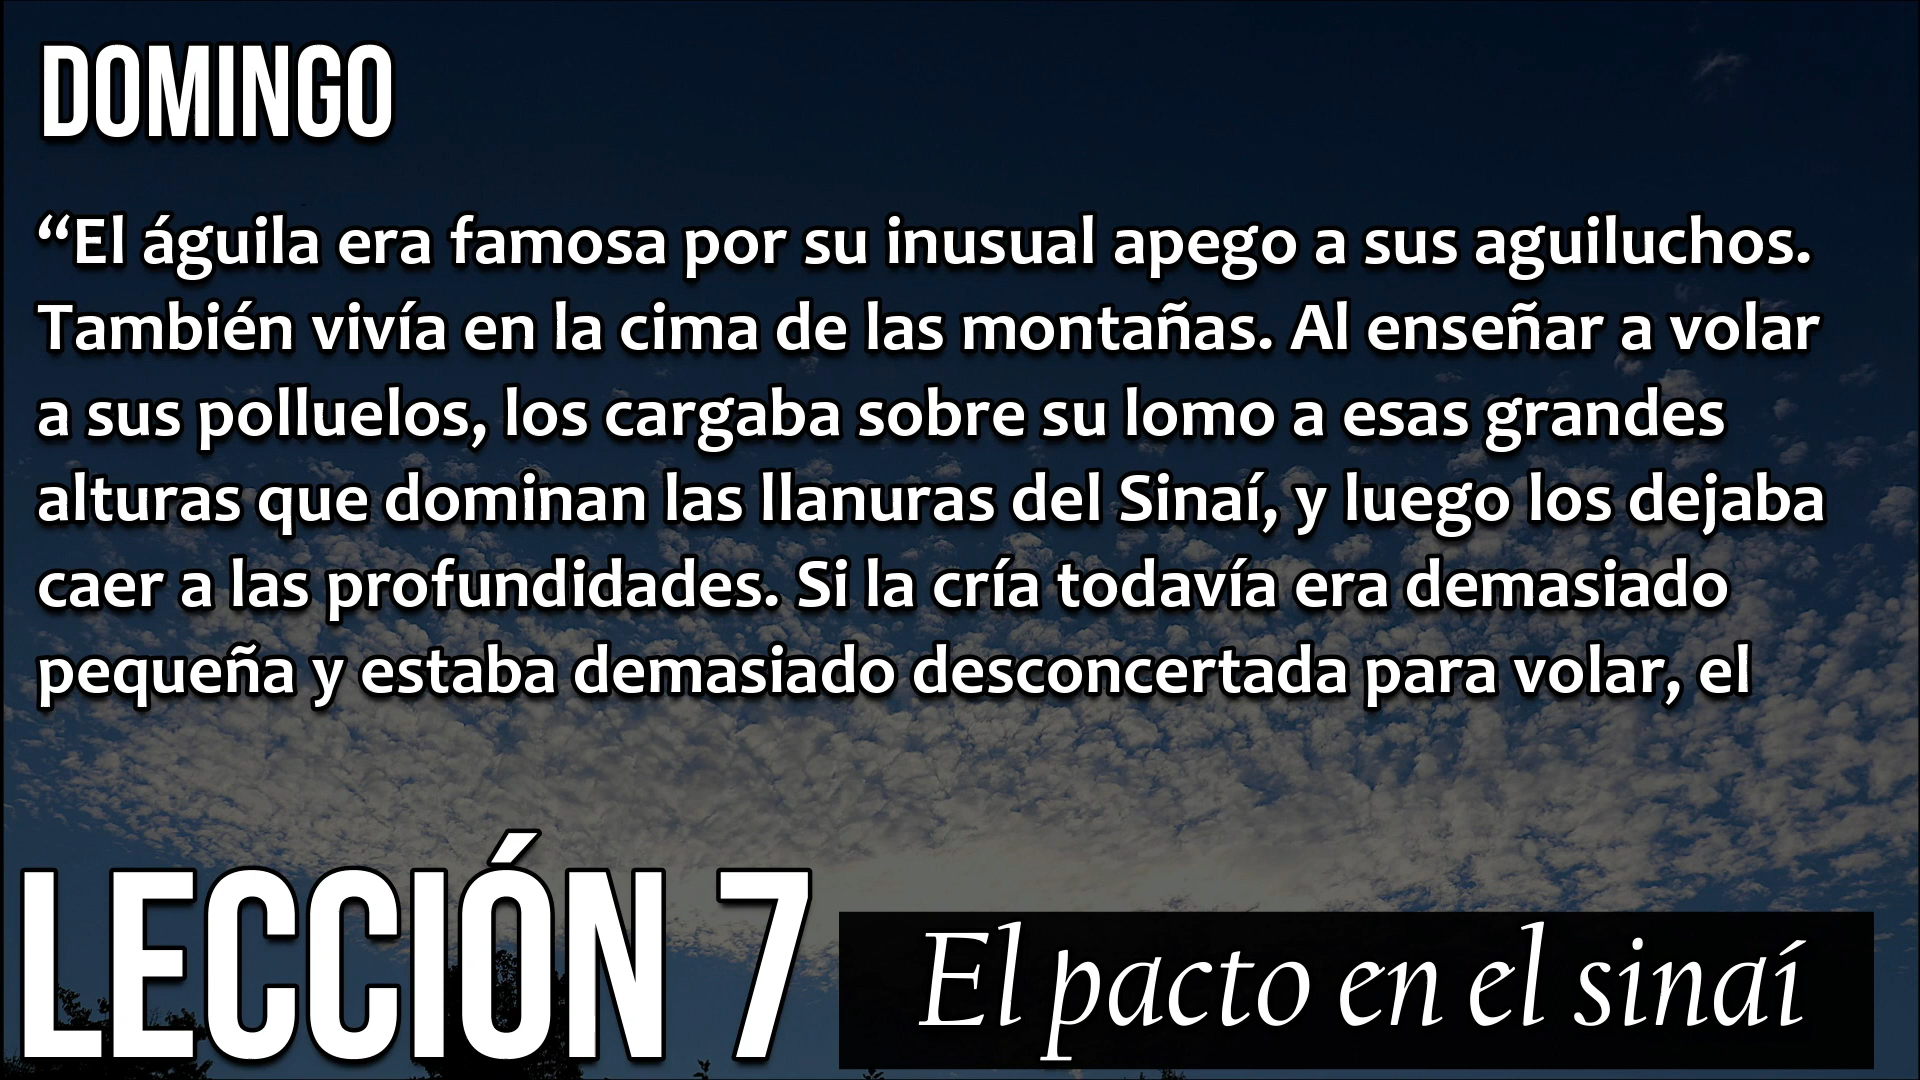 DOMINGO
“El águila era famosa por su inusual apego a sus aguiluchos.
También vivía en la cima de las montañas. Al enseñar a volar
a sus polluelos, los cargaba sobre su lomo a esas grandes
alturas que dominan las llanuras del Sinaí, y luego los dejaba
caer a las profundidades. Si la cría todavía era demasiado
pequeña y estaba demasiado desconcertada para volar, el
LECCIÓN 7
El pacto en el sinaí